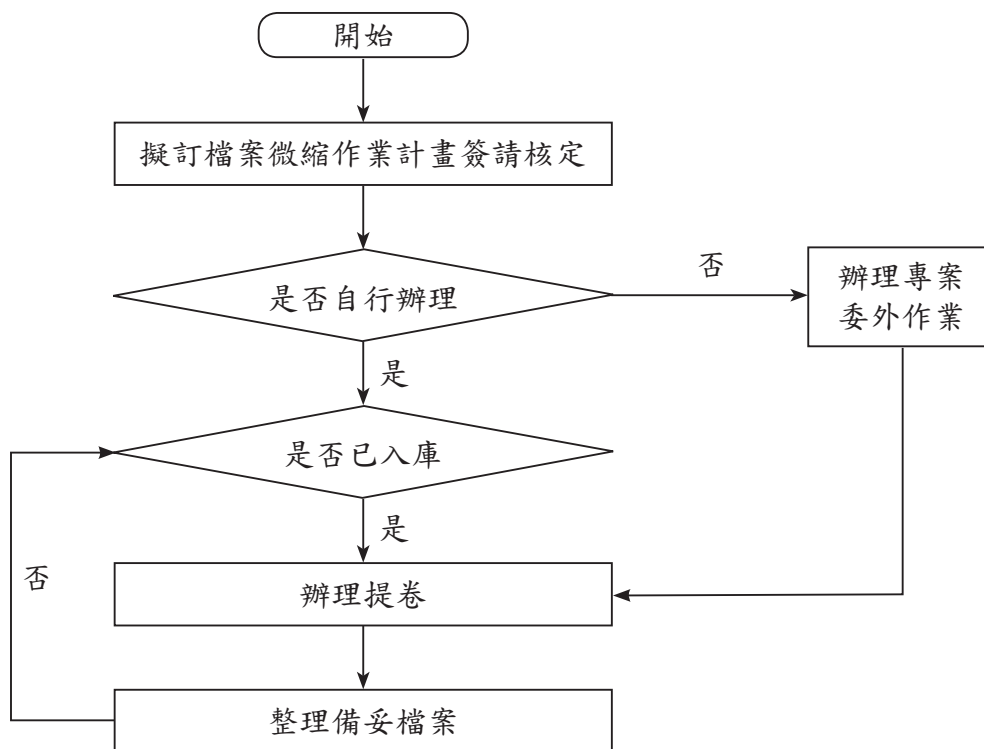 開始
擬訂檔案微縮作業計畫簽請核定
是否自行辦理
否
辦理專案
委外作業
是
是否已入庫
是
否
辦理提卷
整理備妥檔案